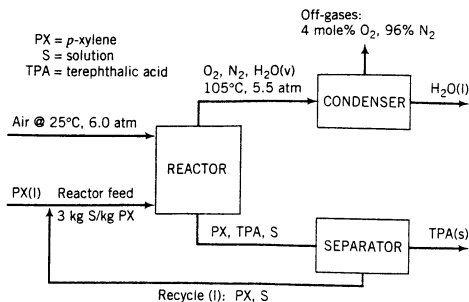 PX = p-xylene
S = solution
TPA = terephthalic acid
Off-gases:
4 mole% O₂, 96% N₂
O₂, N₂, H₂O(v)
105°C, 5.5 atm
CONDENSER
H₂O(l)
Air @ 25°C, 6.0 atm
REACTOR
PX(l) Reactor feed
3 kg S/kg PX
PX, TPA, S
SEPARATOR
TPA(s)
Recycle (l): PX, S